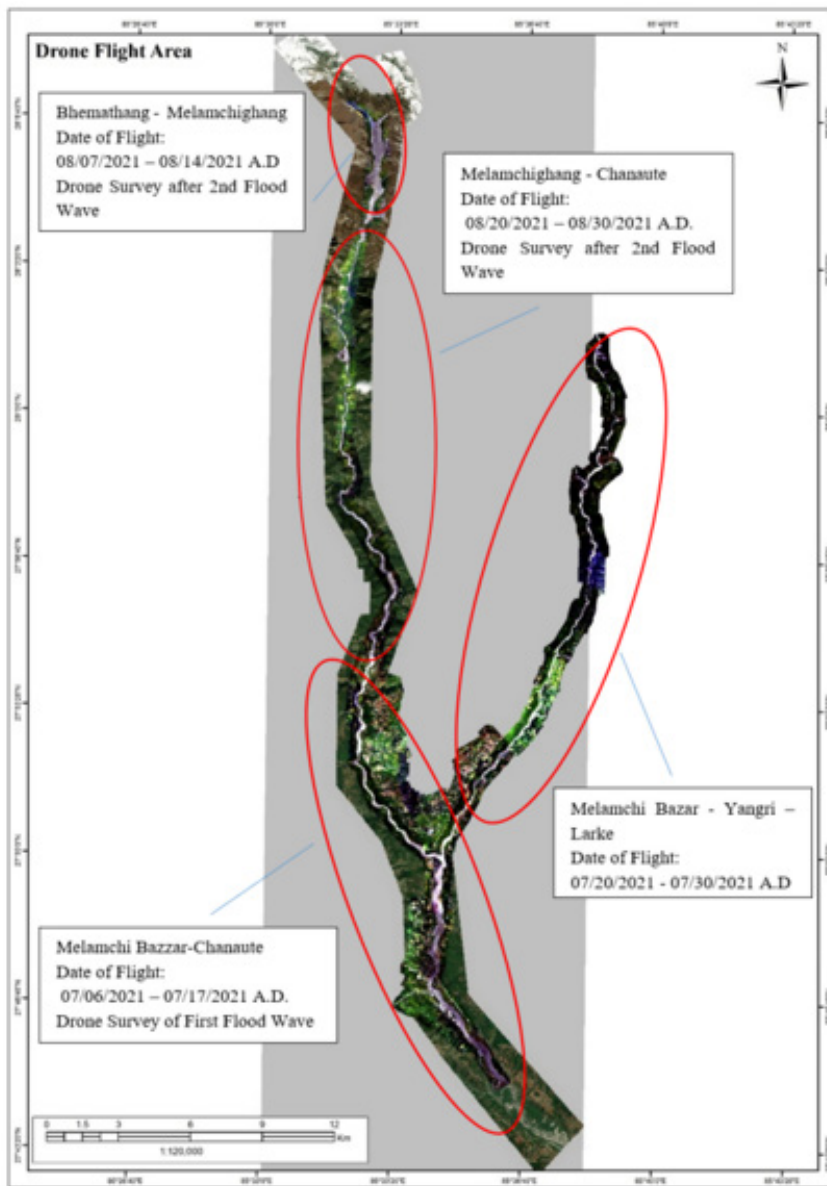 Drone Flight Area
N
Bhemathang - Melamchighang
Date of Flight:
08/07/2021 – 08/14/2021 A.D
Drone Survey after 2nd Flood
Wave
Melamchighang - Chanaute
Date of Flight:
08/20/2021 – 08/30/2021 A.D.
Drone Survey after 2nd Flood
Wave
Melamchi Bazar - Yangri –
Larke
Date of Flight:
07/20/2021 - 07/30/2021 A.D
Melamchi Bazzar-Chanaute
Date of Flight:
07/06/2021 – 07/17/2021 A.D.
Drone Survey of First Flood Wave
0 1.5 3 6 9 12
Km
1:120,000